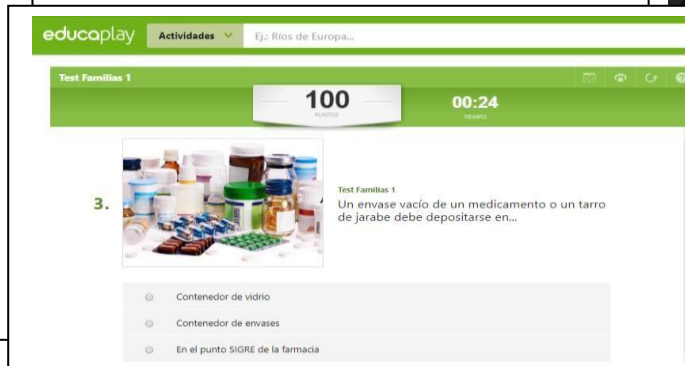 educaplay
Actividades
Ej.: Ríos de Europa...
Test Familias 1
100
PUNTOS
00:24
TIEMPO
3.
Test Familias 1
Un envase vacío de un medicamento o un tarro
de jarabe debe depositarse en...
Contenedor de vidrio
Contenedor de envases
En el punto SIGRE de la farmacia